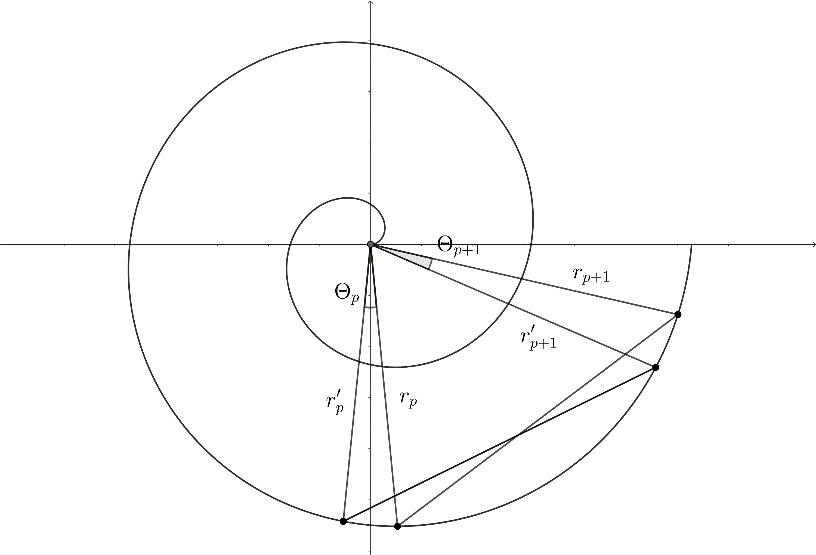 Θ_{p+1}
r_{p+1}
Θ_p
r'_{p+1}
r'_p
r_p